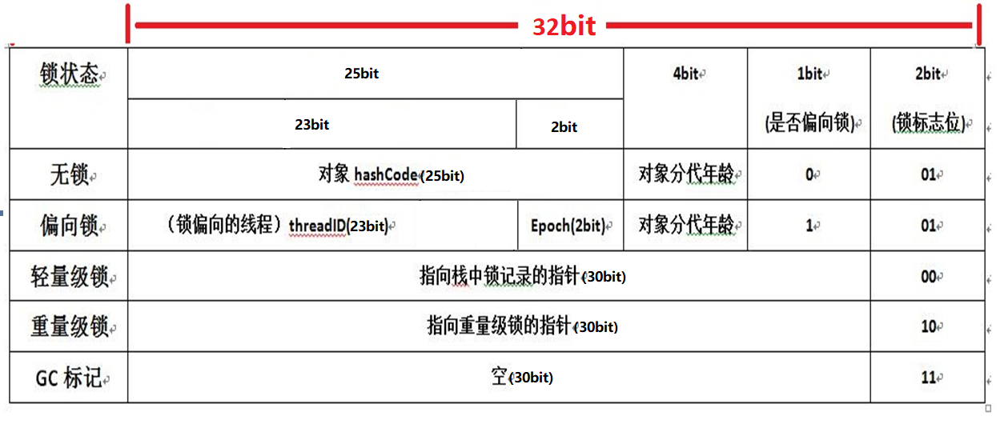 32bit
锁状态 25bit 4bit 1bit 2bit
23bit 2bit (是否偏向锁) (锁标志位)
无锁 对象 hashCode(25bit) 对象分代年龄 0 01
偏向锁 （锁偏向的线程）threadID(23bit) Epoch(2bit) 对象分代年龄 1 01
轻量级锁 指向栈中锁记录的指针(30bit) 00
重量级锁 指向重量级锁的指针(30bit) 10
GC 标记 空(30bit) 11